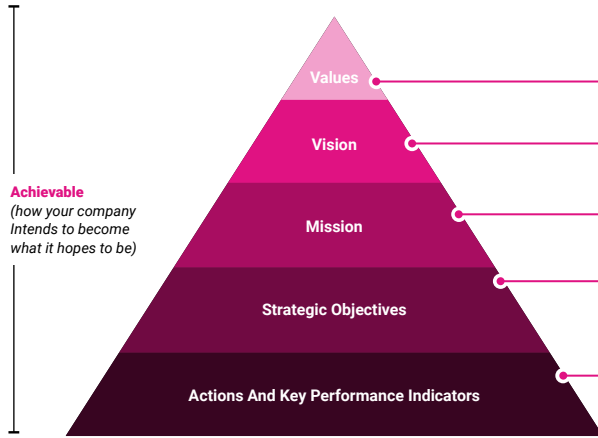 Values
Vision
Achievable
(how your company
Intends to become
what it hopes to be)
Mission
Strategic Objectives
Actions And Key Performance Indicators